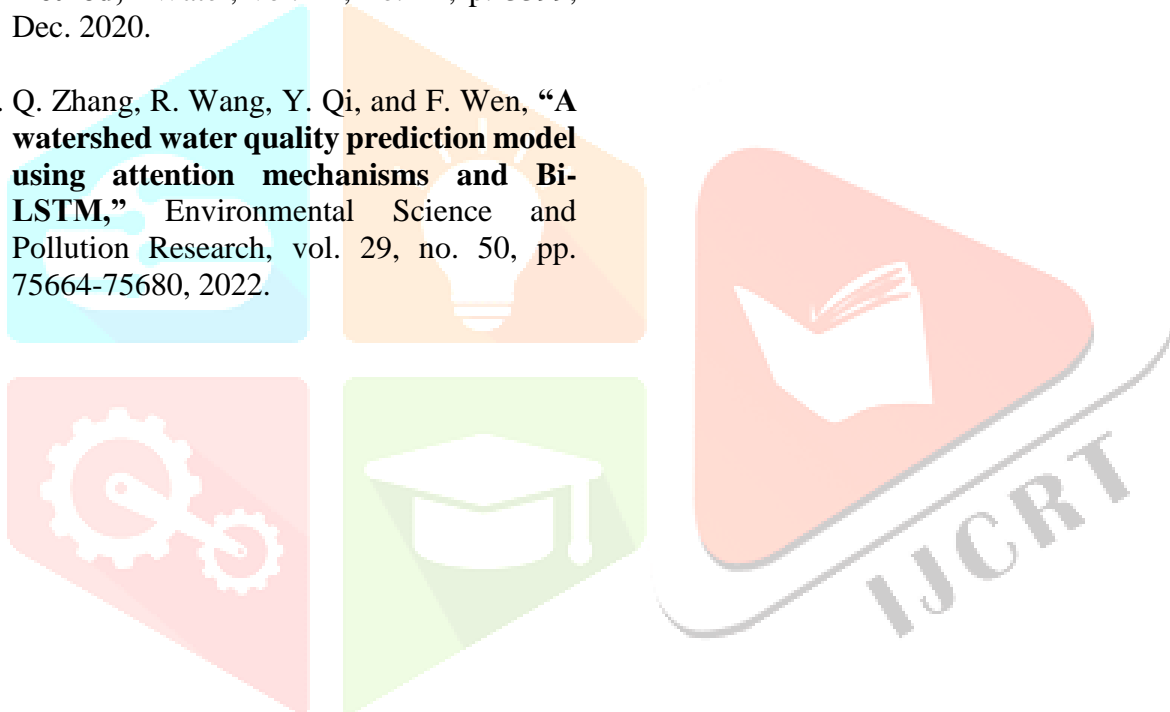 Dec. 2020.
. Q. Zhang, R. Wang, Y. Qi, and F. Wen, “A
watershed water quality prediction model
using attention mechanisms and Bi-
LSTM,” Environmental Science and
Pollution Research, vol. 29, no. 50, pp.
75664-75680, 2022.
IJCRT